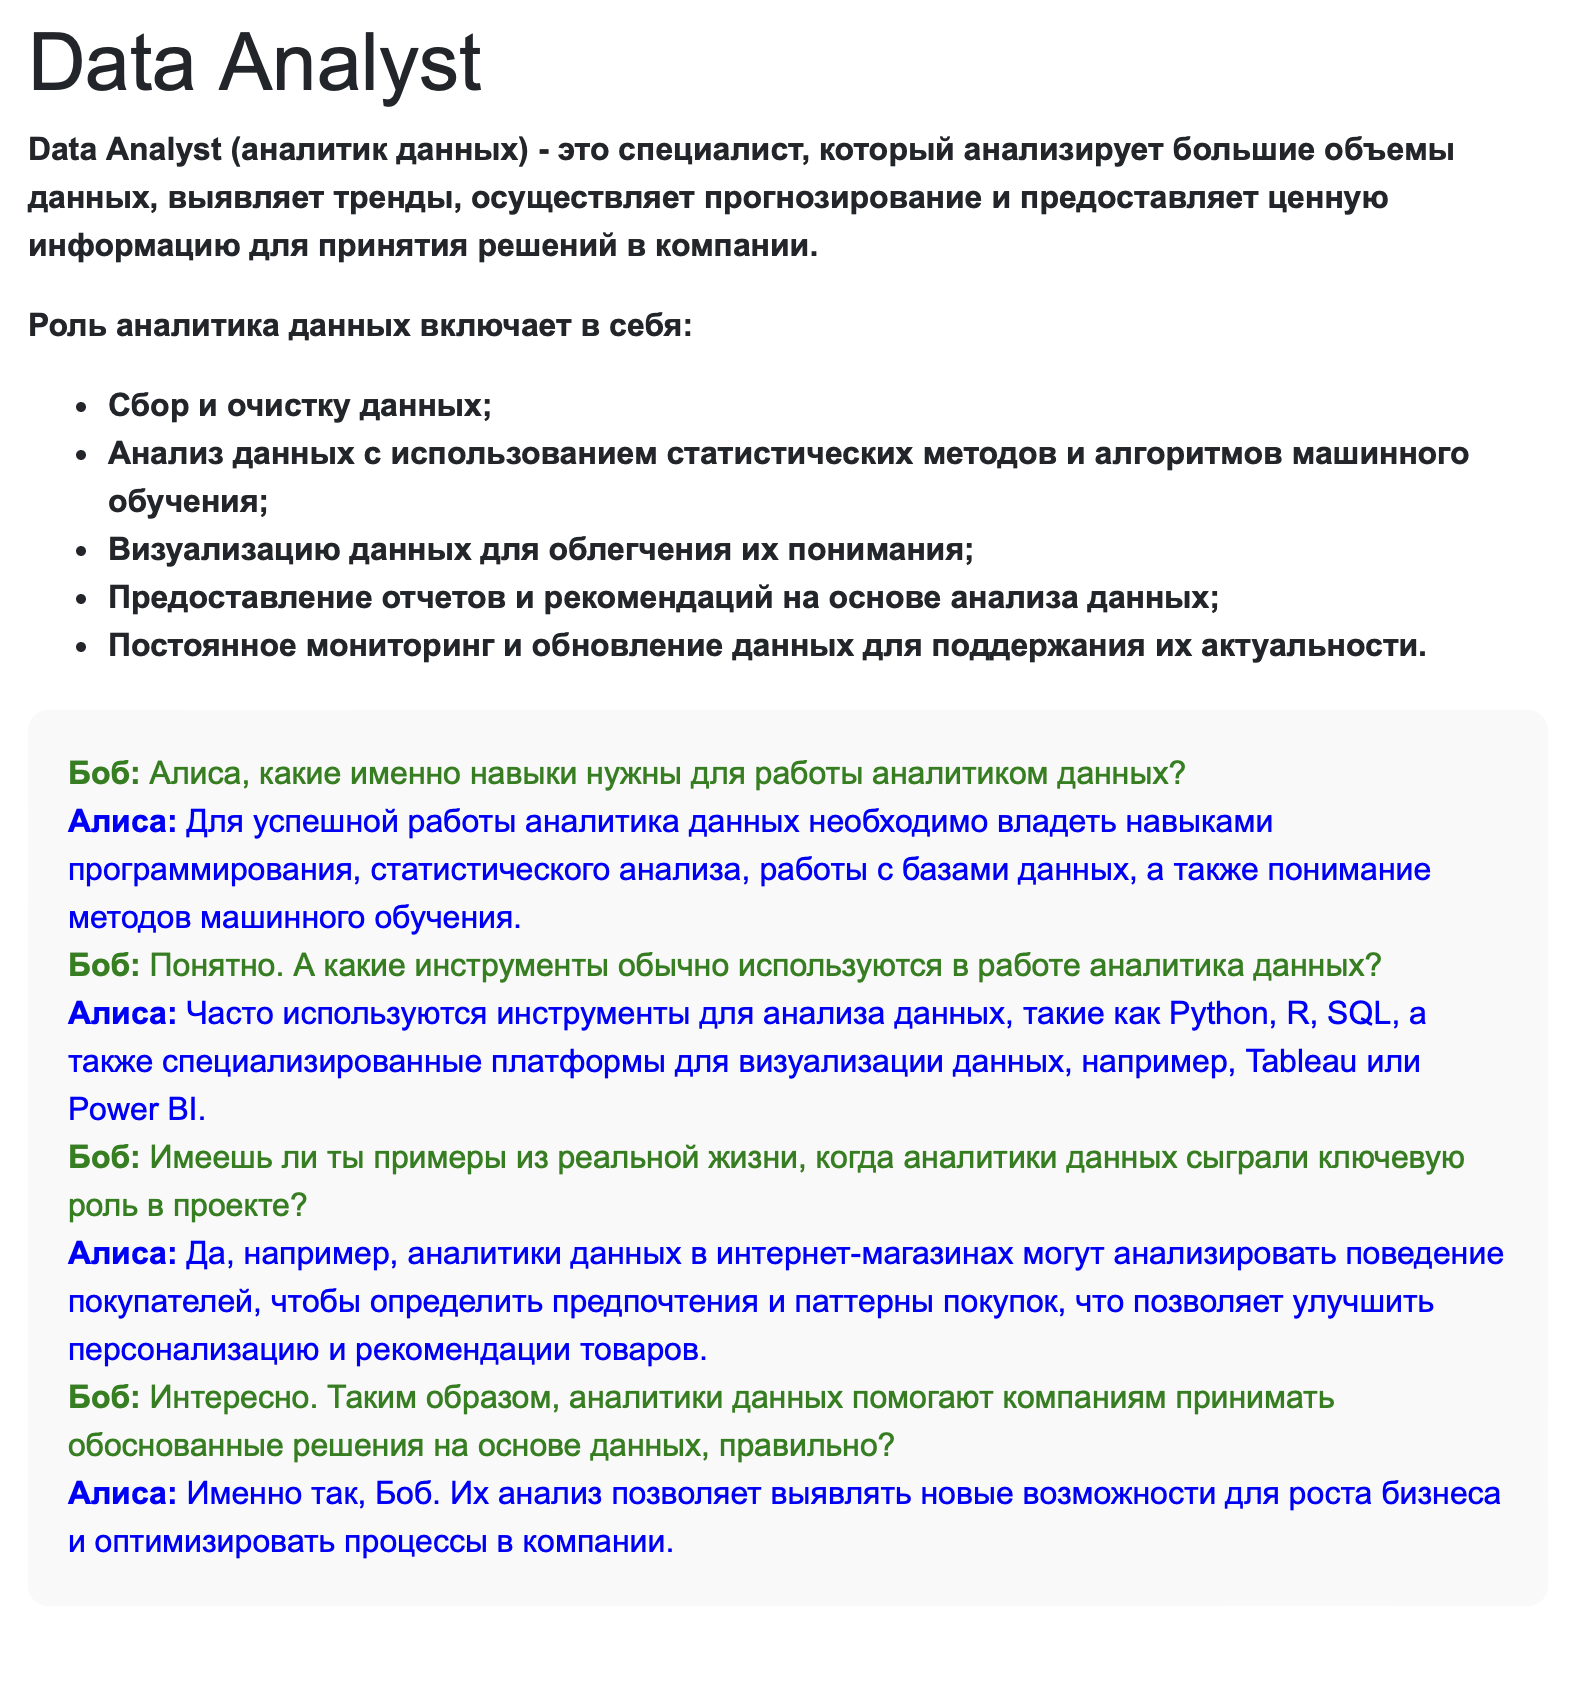 Data Analyst
Data Analyst (аналитик данных) - это специалист, который анализирует большие объемы
данных, выявляет тренды, осуществляет прогнозирование и предоставляет ценную
информацию для принятия решений в компании.
Роль аналитика данных включает в себя:
• Сбор и очистку данных;
• Анализ данных с использованием статистических методов и алгоритмов машинного
обучения;
• Визуализацию данных для облегчения их понимания;
• Предоставление отчетов и рекомендаций на основе анализа данных;
• Постоянное мониторинг и обновление данных для поддержания их актуальности.
Боб: Алиса, какие именно навыки нужны для работы аналитиком данных?
Алиса: Для успешной работы аналитика данных необходимо владеть навыками
программирования, статистического анализа, работы с базами данных, а также понимание
методов машинного обучения.
Боб: Понятно. А какие инструменты обычно используются в работе аналитика данных?
Алиса: Часто используются инструменты для анализа данных, такие как Python, R, SQL, а
также специализированные платформы для визуализации данных, например, Tableau или
Power BI.
Боб: Имеешь ли ты примеры из реальной жизни, когда аналитики данных сыграли ключевую
роль в проекте?
Алиса: Да, например, аналитики данных в интернет-магазинах могут анализировать поведение
покупателей, чтобы определить предпочтения и паттерны покупок, что позволяет улучшить
персонализацию и рекомендации товаров.
Боб: Интересно. Таким образом, аналитики данных помогают компаниям принимать
обоснованные решения на основе данных, правильно?
Алиса: Именно так, Боб. Их анализ позволяет выявлять новые возможности для роста бизнеса
и оптимизировать процессы в компании.